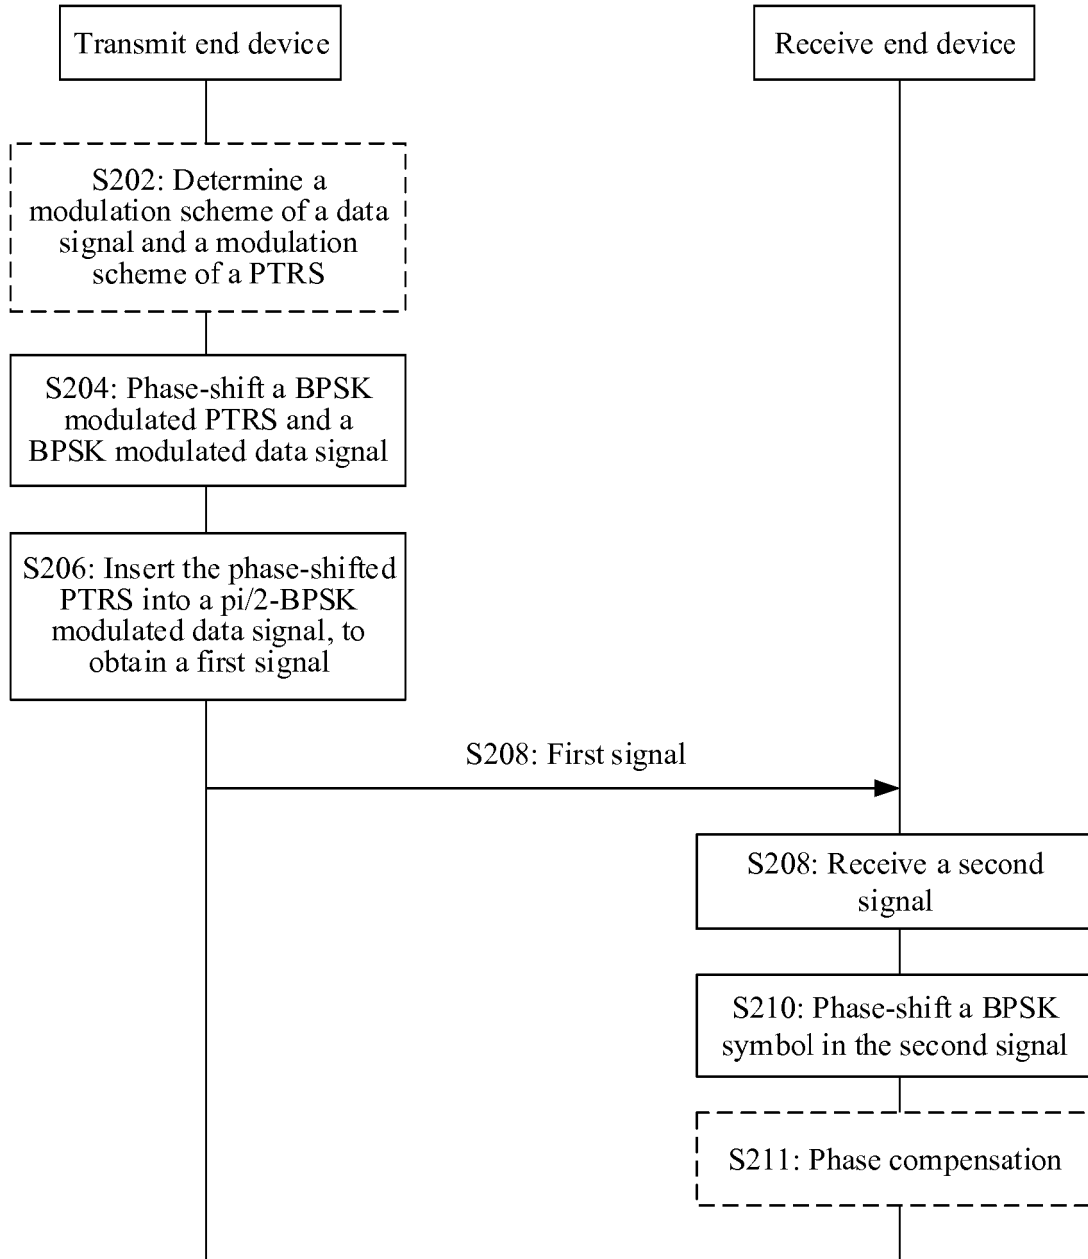 Transmit end device
Receive end device
S202: Determine a
modulation scheme of a data
signal and a modulation
scheme of a PTRS
S204: Phase-shift a BPSK
modulated PTRS and a
BPSK modulated data signal
S206: Insert the phase-shifted
PTRS into a pi/2-BPSK
modulated data signal, to
obtain a first signal
S208: First signal
S208: Receive a second
signal
S210: Phase-shift a BPSK
symbol in the second signal
S211: Phase compensation